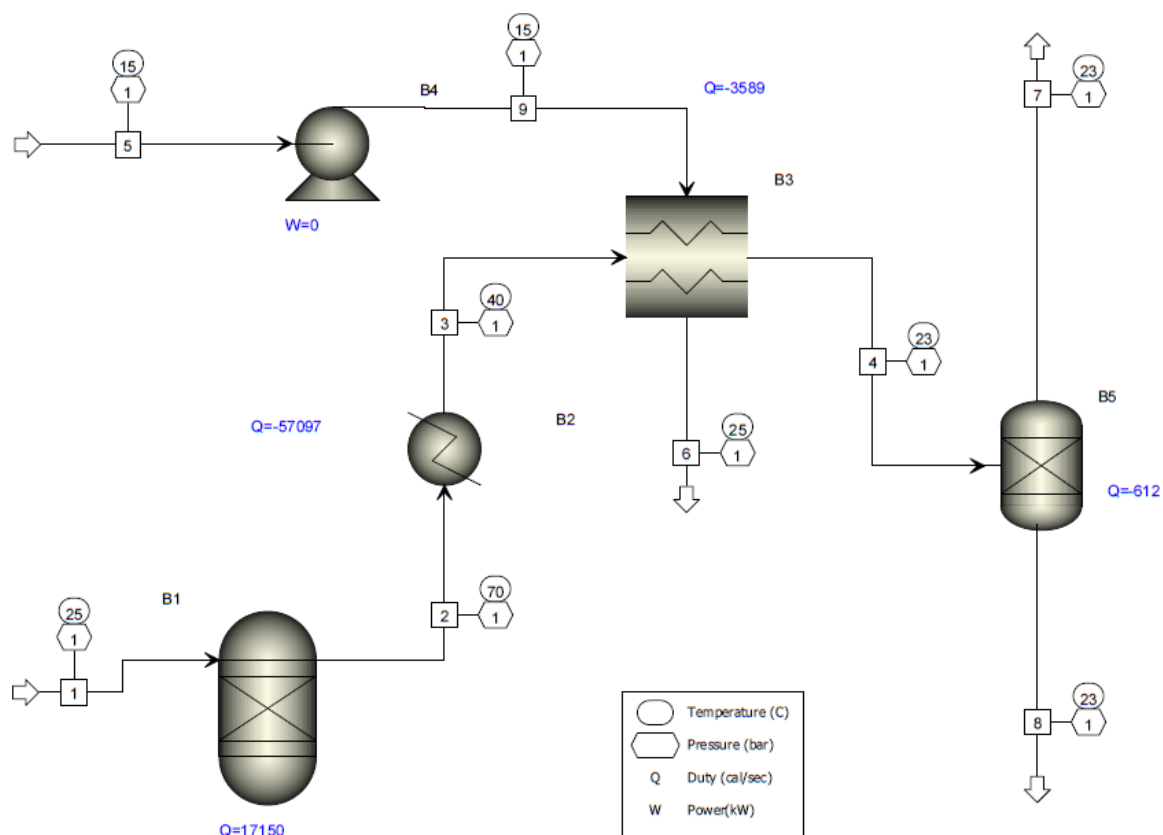 15
1
15
1
B4
9
Q=-3589
23
1
7
5
B3
W=0
40
1
3
23
1
4
B5
B2
Q=-57097
25
1
6
Q=-612
B1
70
1
2
25
1
1
23
1
8
Temperature (C)
Pressure (bar)
Q Duty (cal/sec)
W Power(kW)
Q=17150